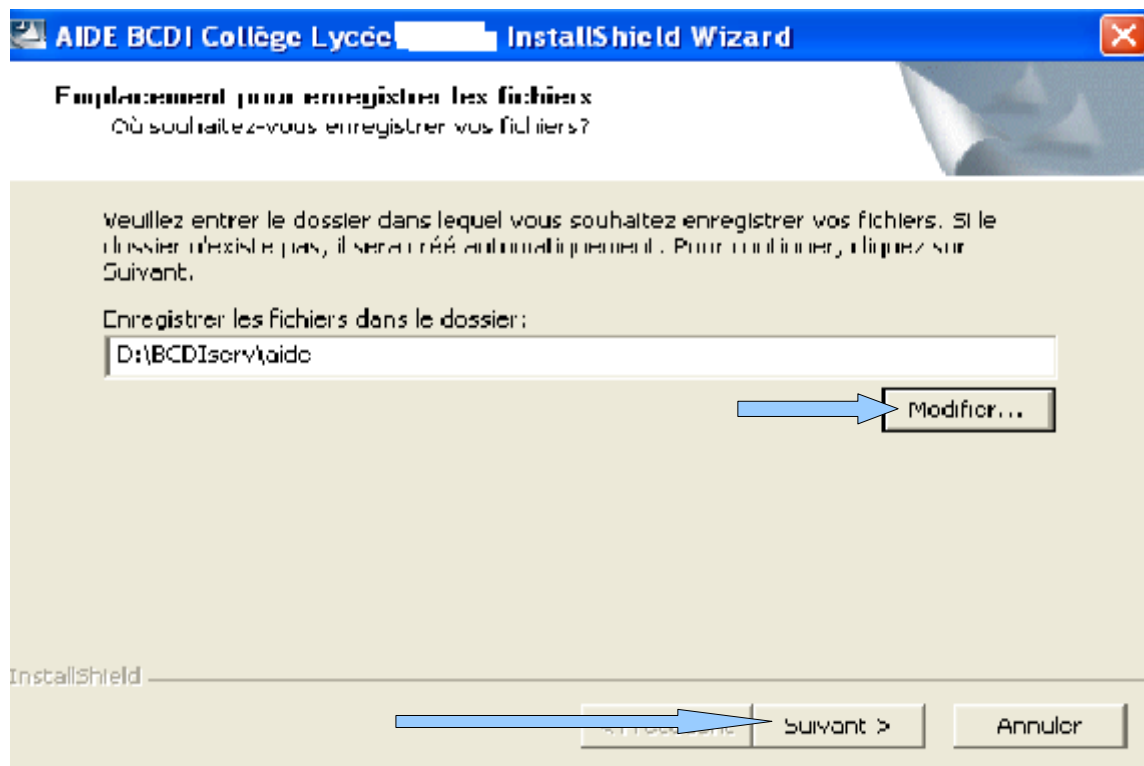 AIDE BCDI Collège Lycée InstallShield Wizard
Emplacement pour enregistrer les fichiers
Où souhaitez-vous enregistrer vos fichiers?
Veuillez entrer le dossier dans lequel vous souhaitez enregistrer vos fichiers. Si le
dossier n'existe pas, il sera créé automatiquement. Pour continuer, cliquez sur
Suivant.
Enregistrer les fichiers dans le dossier:
D:\BCDIserv\aide
Modifier...
InstallShield
< Précédent Suivant > Annuler